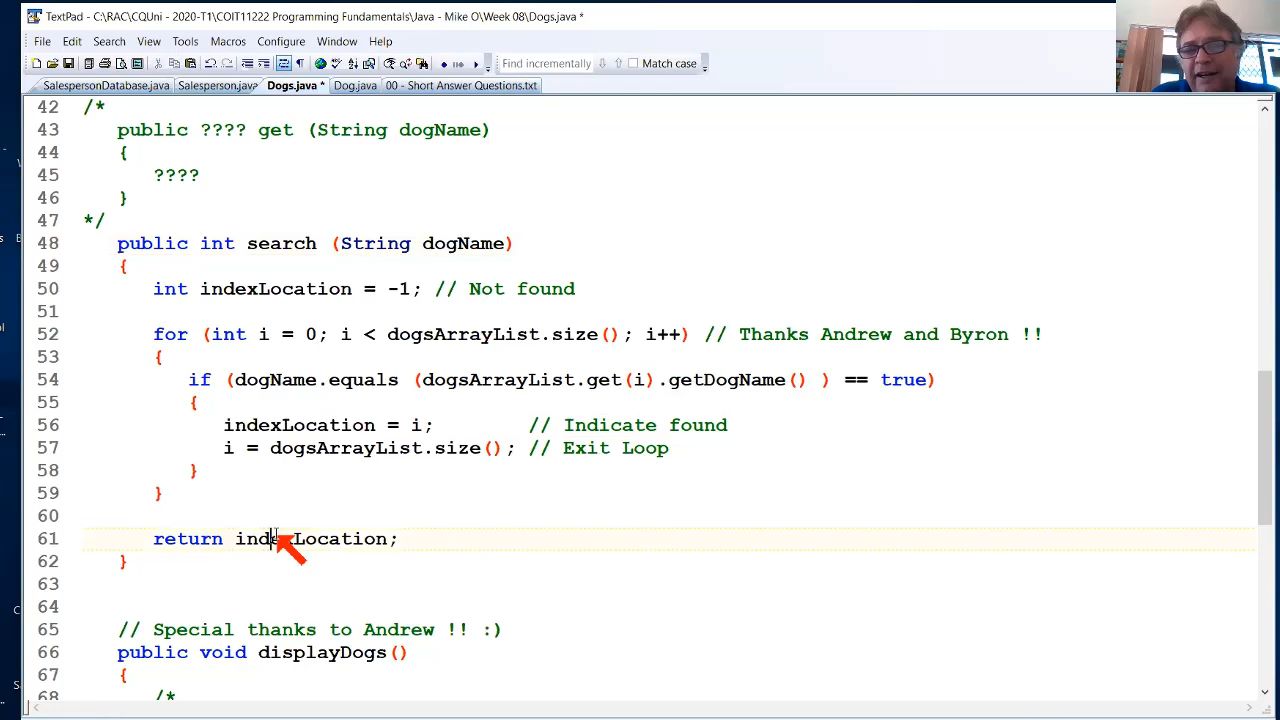 TextPad - C:\RAC\CQUni - 2020-T1\COIT11222 Programming Fundamentals\Java - Mike O\Week 08\Dogs.java *
File Edit Search View Tools Macros Configure Window Help
Find incrementally Match case
SalespersonDatabase.java Salesperson.java Dogs.java * Dog.java 00 - Short Answer Questions.txt
42 /*
43 public ???? get (String dogName)
44 {
45 ????
46 }
47 */
48 public int search (String dogName)
49 {
50 int indexLocation = -1; // Not found
51
52 for (int i = 0; i < dogsArrayList.size(); i++) // Thanks Andrew and Byron !!
53 {
54 if (dogName.equals (dogsArrayList.get(i).getDogName() ) == true)
55 {
56 indexLocation = i; // Indicate found
57 i = dogsArrayList.size(); // Exit Loop
58 }
59 }
60
61 return indexLocation;
62 }
63
64
65 // Special thanks to Andrew !! :)
66 public void displayDogs()
67 {
68 /*